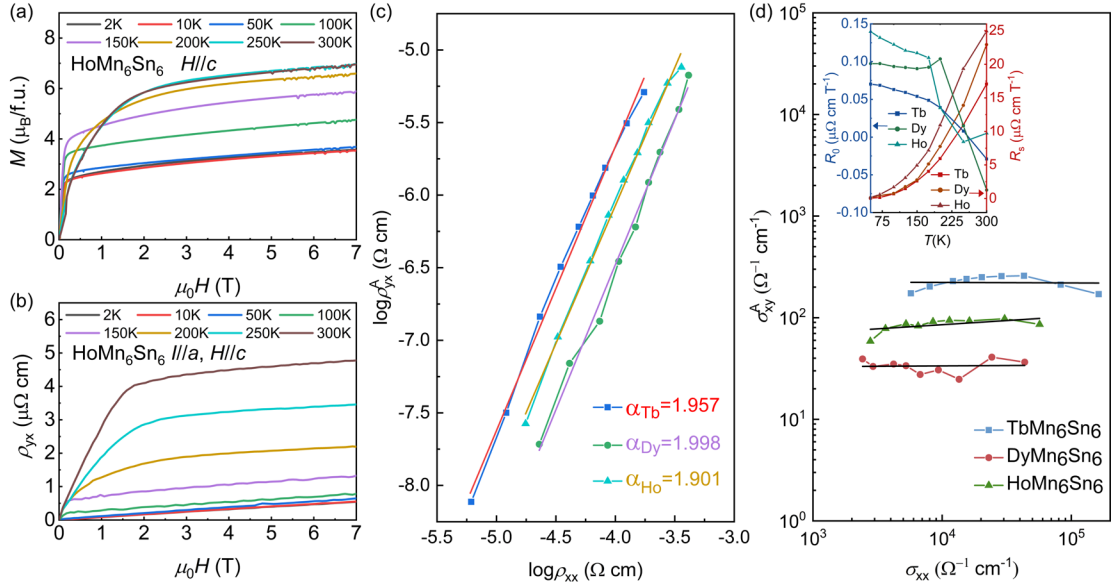 (a)
2K 10K 50K 100K
150K 200K 250K 300K
HoMn6Sn6 H//c
M (μB/f.u.)
8
6
4
2
0
0 1 2 3 4 5 6 7
μ0H (T)
(b)
2K 10K 50K 100K
150K 200K 250K 300K
HoMn6Sn6 I//a, H//c
ρyx (μΩ cm)
6
5
4
3
2
1
0
0 1 2 3 4 5 6 7
μ0H (T)
(c)
logρAyx (Ω cm)
-5.0
-5.5
-6.0
-6.5
-7.0
-7.5
-8.0
αTb=1.957
αDy=1.998
αHo=1.901
-5.5 -5.0 -4.5 -4.0 -3.5 -3.0
logρxx (Ω cm)
(d)
σAxy (Ω−1 cm-1)
10^5
10^4
10^3
10^2
10^1
10^0
R0 (μΩ cm T-1)
0.15
0.10
0.05
0.00
-0.05
-0.10
Tb
Dy
Ho
Tb
Dy
Ho
25
20
15
10
5
0
Rs (μΩ cm T-1)
75 150 225 300
T(K)
TbMn6Sn6
DyMn6Sn6
HoMn6Sn6
10^4 10^5
σxx (Ω−1 cm−1)